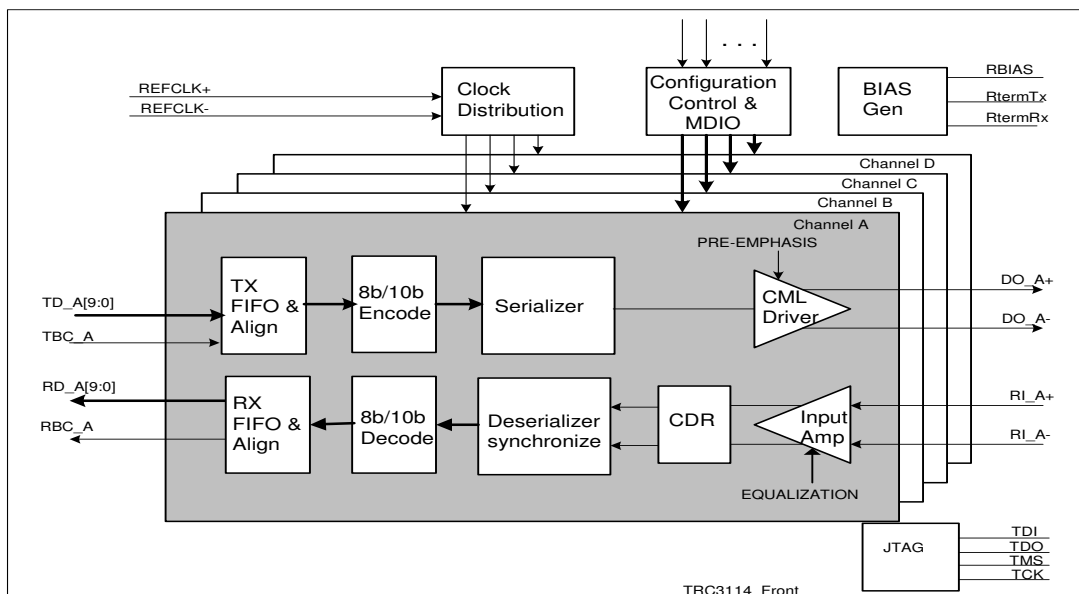 . . .
REFCLK+
REFCLK-
Clock
Distribution
Configuration
Control &
MDIO
BIAS
Gen
RBIAS
RtermTx
RtermRx
Channel D
Channel C
Channel B
Channel A
PRE-EMPHASIS
TD_A[9:0]
TBC_A
TX
FIFO &
Align
8b/10b
Encode
Serializer
CML
Driver
DO_A+
DO_A-
RD_A[9:0]
RBC_A
RX
FIFO &
Align
8b/10b
Decode
Deserializer
synchronize
CDR
Input
Amp
RI_A+
RI_A-
EQUALIZATION
JTAG
TDI
TDO
TMS
TCK
TRC3114_Front